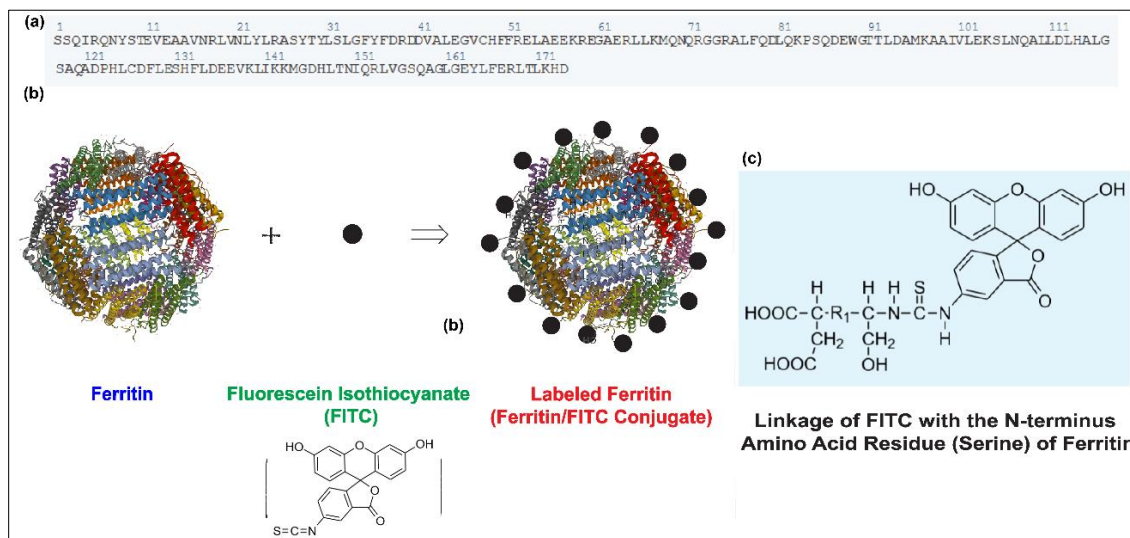 (a)
1 11 21 31 41 51 61 71 81 91 101 111
SSQIRQNYSTEVEAAVNRLVNLYLRASYTYLSLGFYFDRDDVALEGVCHFFRELAEEKREGAERLLKMQNQRGGRALFQDLQKPSQDEWGTTLDAMKAAIVLEKSLNQALLDLHALG
121 131 141 151 161 171
SAQADPHLCDFLESHFLDEEVKLIKKMGDHLTNIQRLVGSQAGLGEYLFERLTLKHD
(b)
+
⇒
(b)
Ferritin
Fluorescein Isothiocyanate
(FITC)
Labeled Ferritin
(Ferritin/FITC Conjugate)
HO O OH
O
O
S=C=N
(c)
HO O OH
O
O
H H S
HOOC C R1 C N C N
CH2 CH2 H H
HOOC OH
Linkage of FITC with the N-terminus
Amino Acid Residue (Serine) of Ferritin